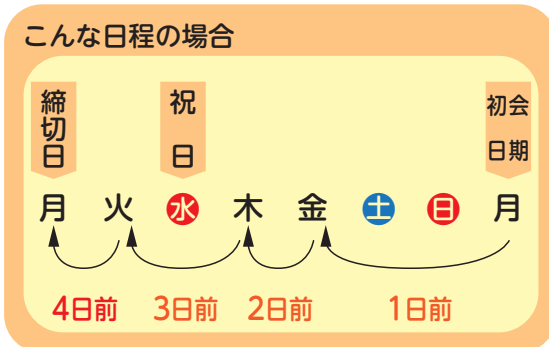 こんな日程の場合
締切日
祝日
初会
日期
月 火 水 木 金 土 日 月
4日前 3日前 2日前 1日前